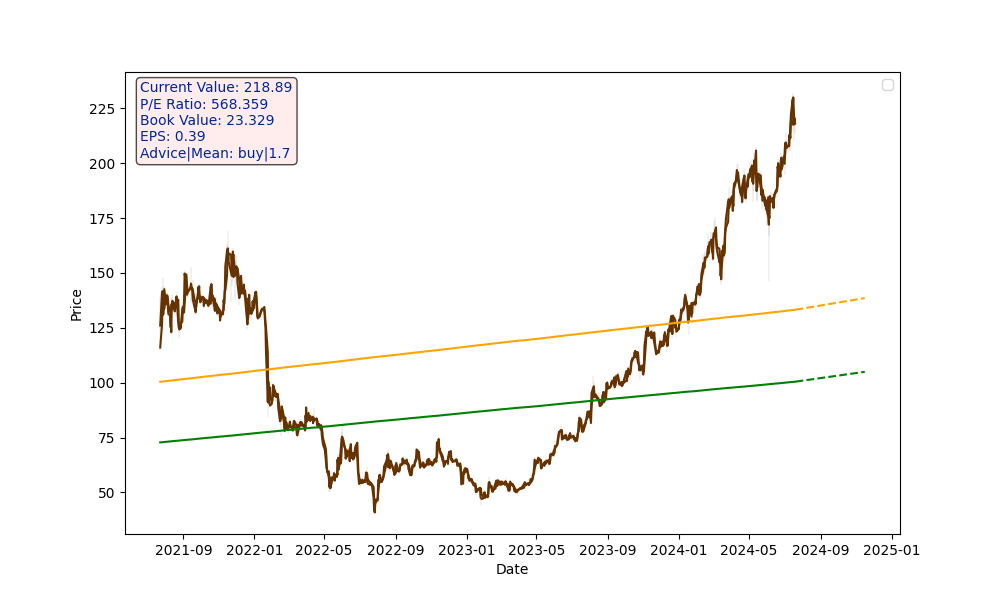 Current Value: 218.89
P/E Ratio: 568.359
Book Value: 23.329
EPS: 0.39
Advice|Mean: buy|1.7
225
200
175
150
125
100
75
50
Price
2021-09 2022-01 2022-05 2022-09 2023-01 2023-05 2023-09 2024-01 2024-05 2024-09 2025-01
Date